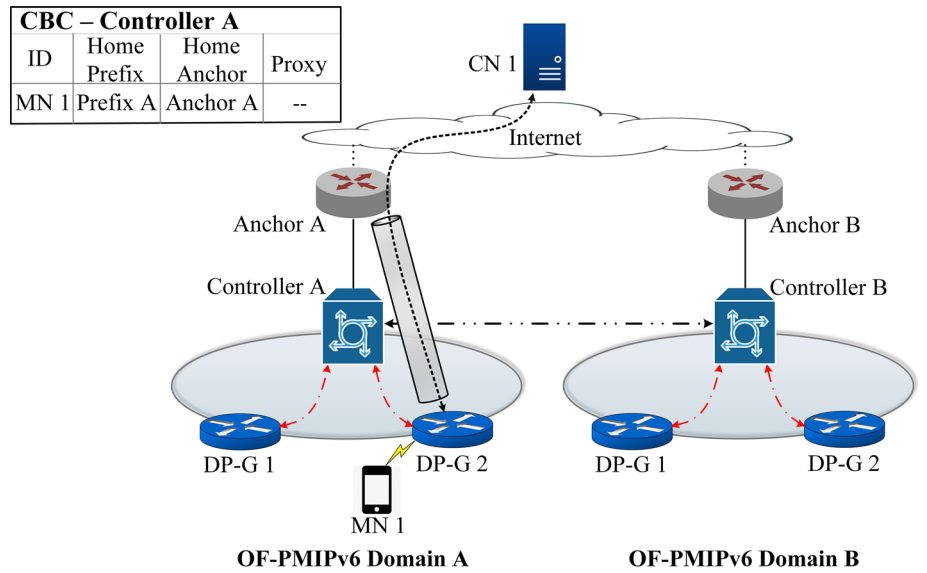 CBC – Controller A
ID
Home
Prefix
Home
Anchor
Proxy
MN 1
Prefix A
Anchor A
--
CN 1
Internet
Anchor A
Anchor B
Controller A
Controller B
DP-G 1
DP-G 2
DP-G 1
DP-G 2
MN 1
OF-PMIPv6 Domain A
OF-PMIPv6 Domain B